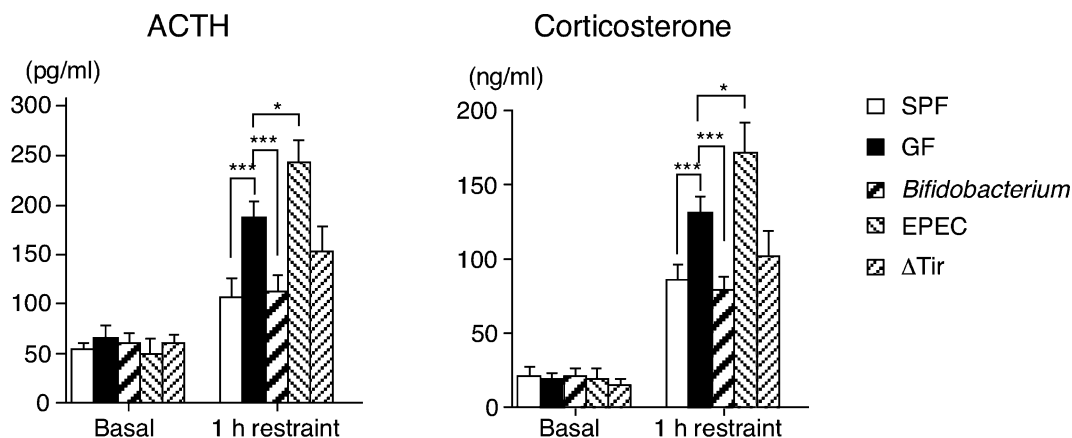 ACTH
(pg/ml)
300
250
200
150
100
50
0
*
***
***
Basal
1 h restraint
Corticosterone
(ng/ml)
200
150
100
50
0
*
***
***
Basal
1 h restraint
SPF
GF
Bifidobacterium
EPEC
ΔTir